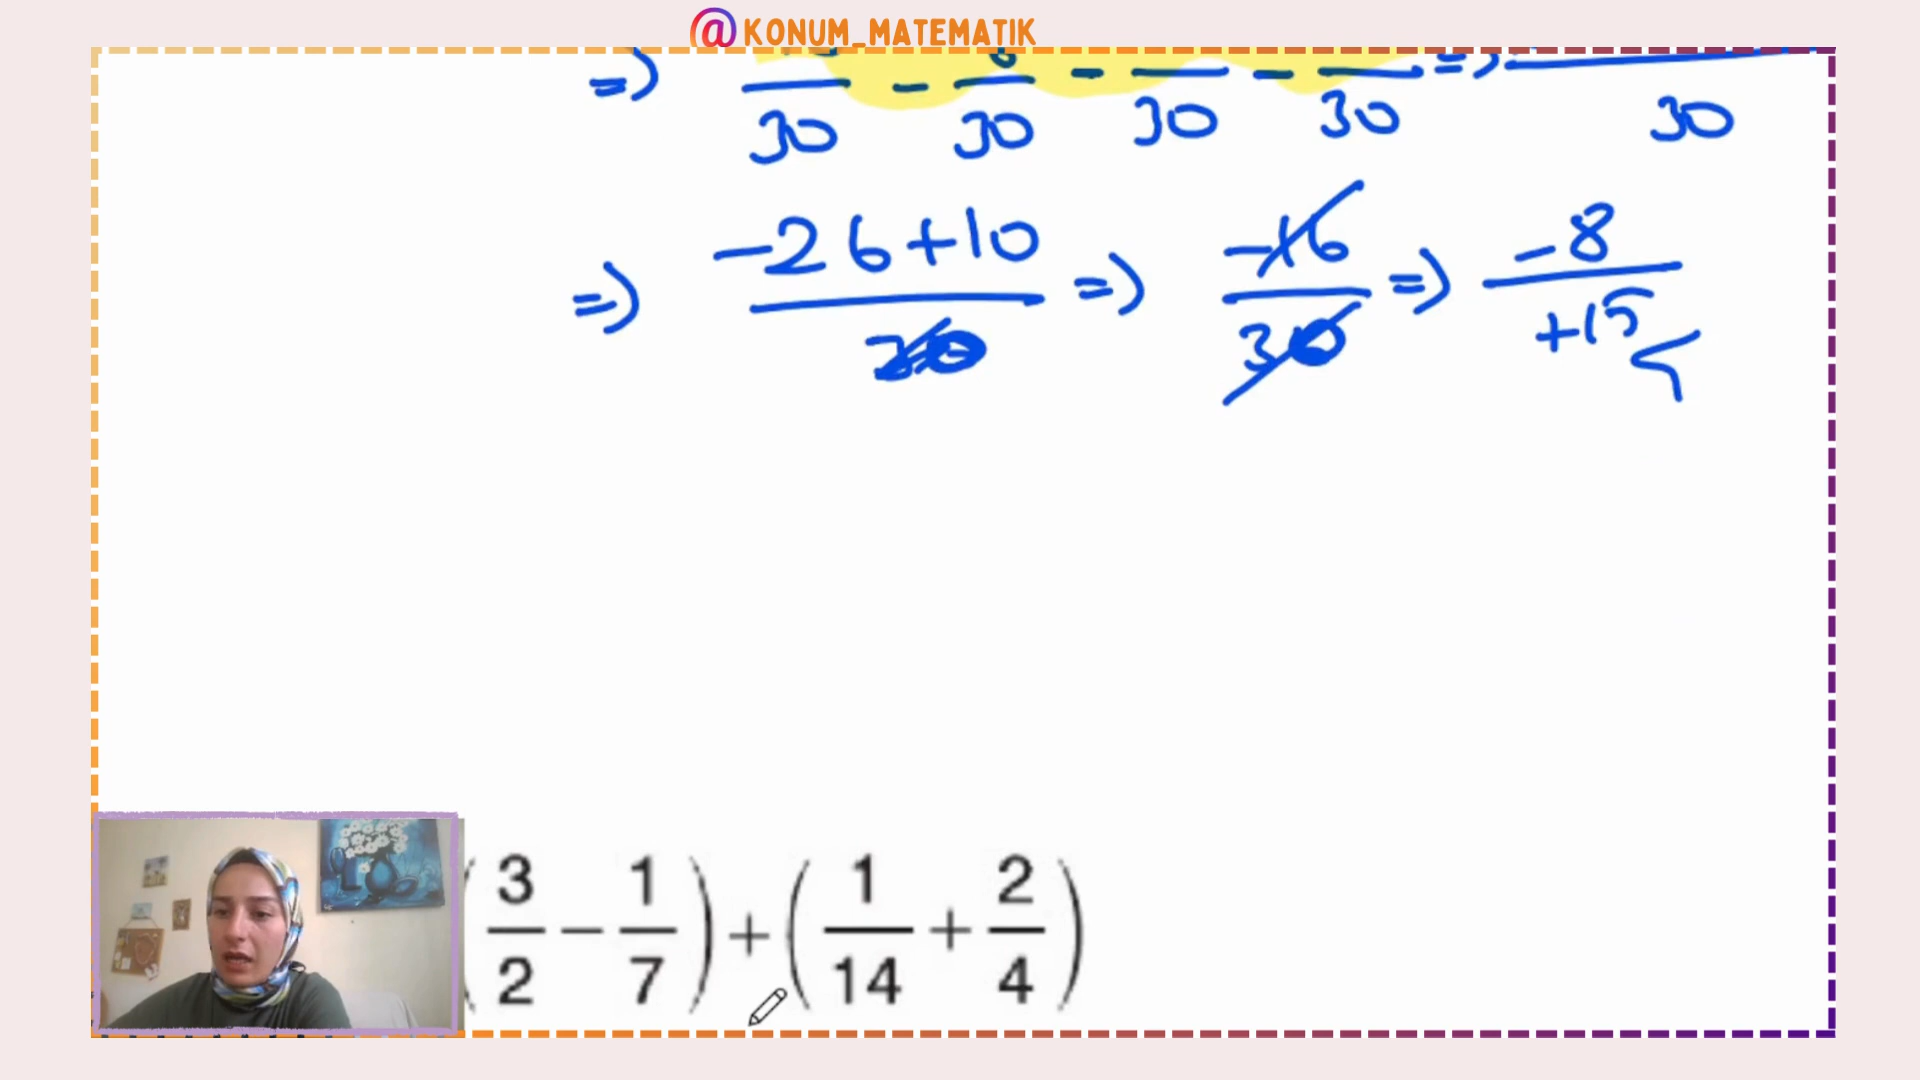 @KONUM_MATEMATIK
=> /30 - /30 - /30 - /30 => /30
=> -26+10/30 => -16/30 => -8/+15
(3/2 - 1/7) + (1/14 + 2/4)